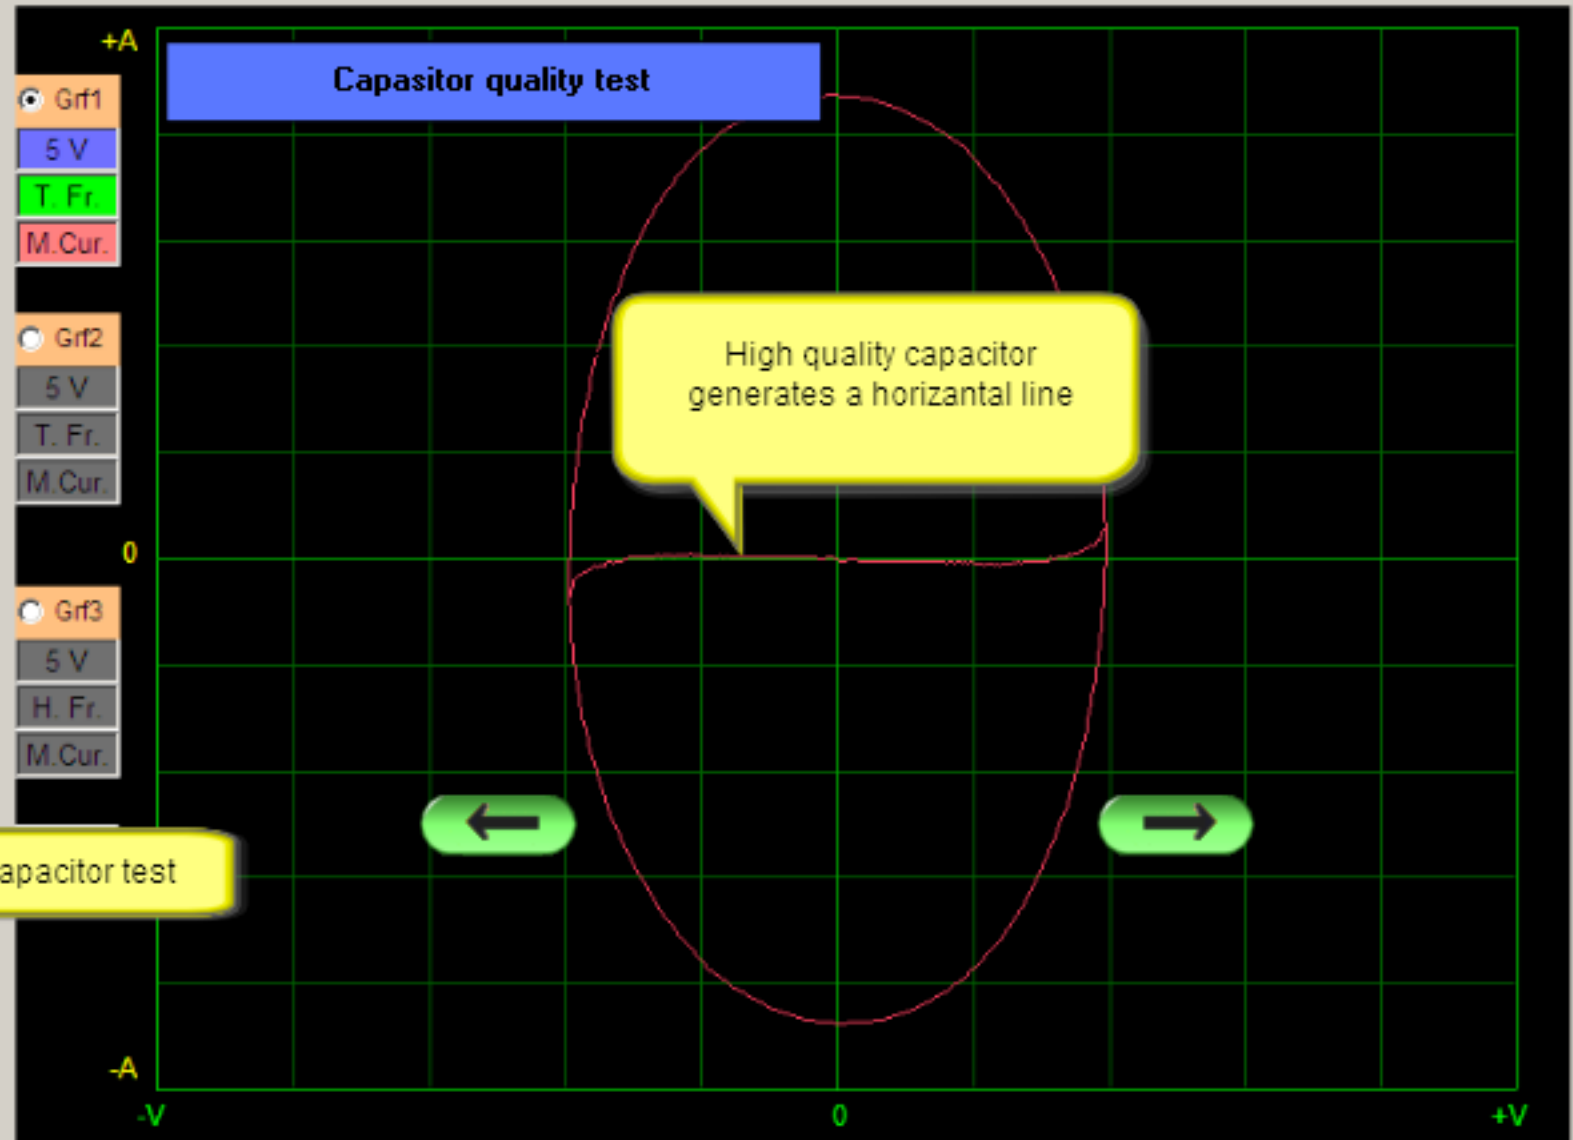 +A
Capasitor quality test
Grf1
5 V
T. Fr.
M.Cur.
High quality capacitor
generates a horizantal line
Grf2
5 V
T. Fr.
M.Cur.
0
Grf3
5 V
H. Fr.
M.Cur.
apacitor test
-A
-V
0
+V